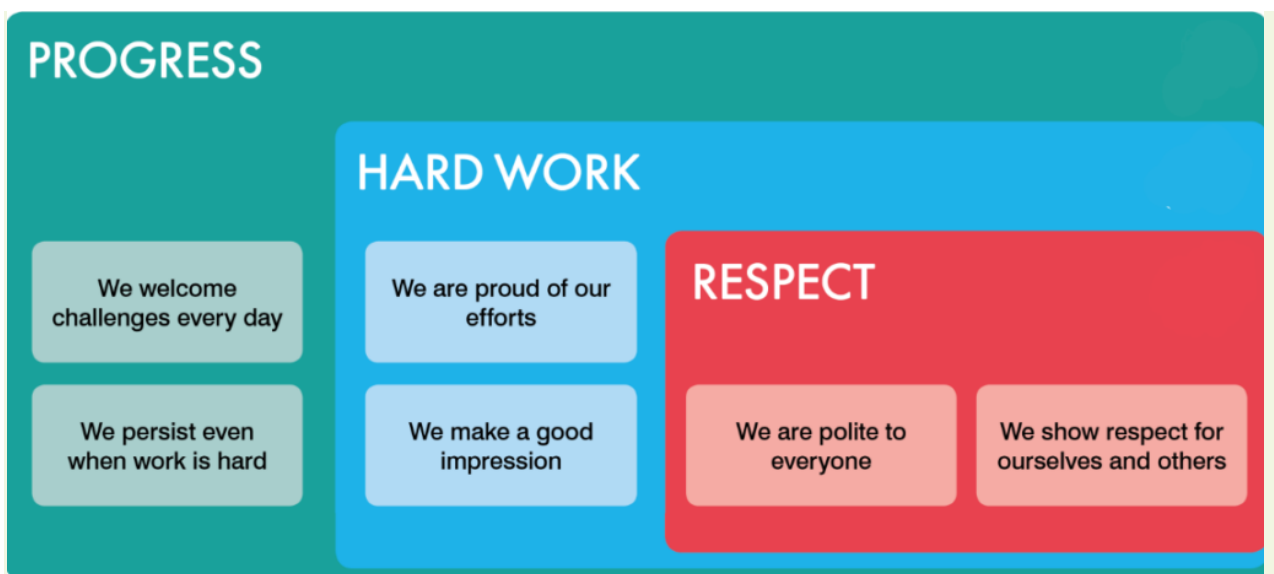 PROGRESS
We welcome
challenges every day
We persist even
when work is hard
HARD WORK
We are proud of our
efforts
We make a good
impression
RESPECT
We are polite to
everyone
We show respect for
ourselves and others